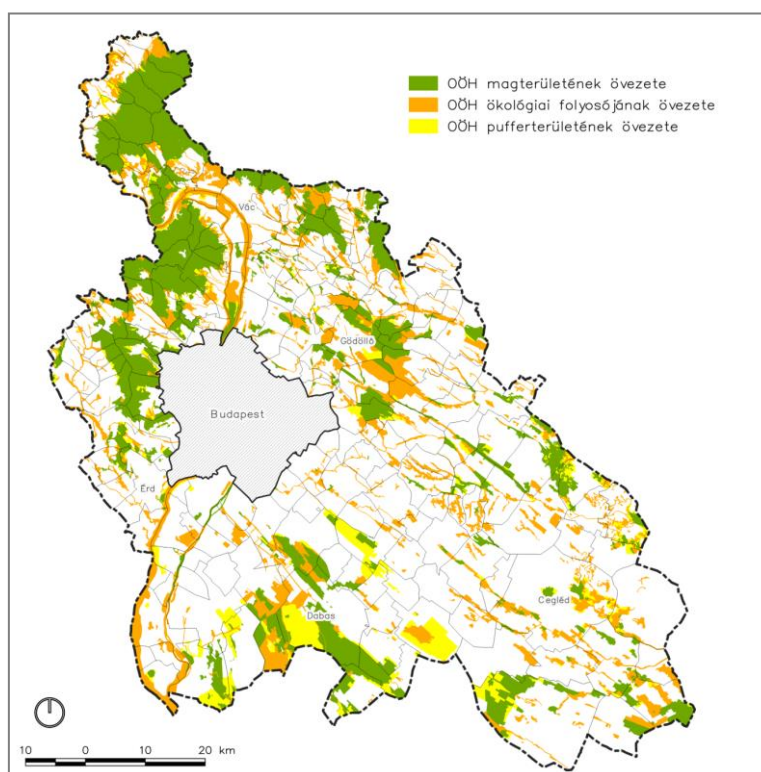 OÖH magterületének övezete
OÖH ökológiai folyosójának övezete
OÖH pufferterületének övezete
Vác
Gödöllő
Budapest
Érd
Dabas
Cegléd
10 0 10 20 km